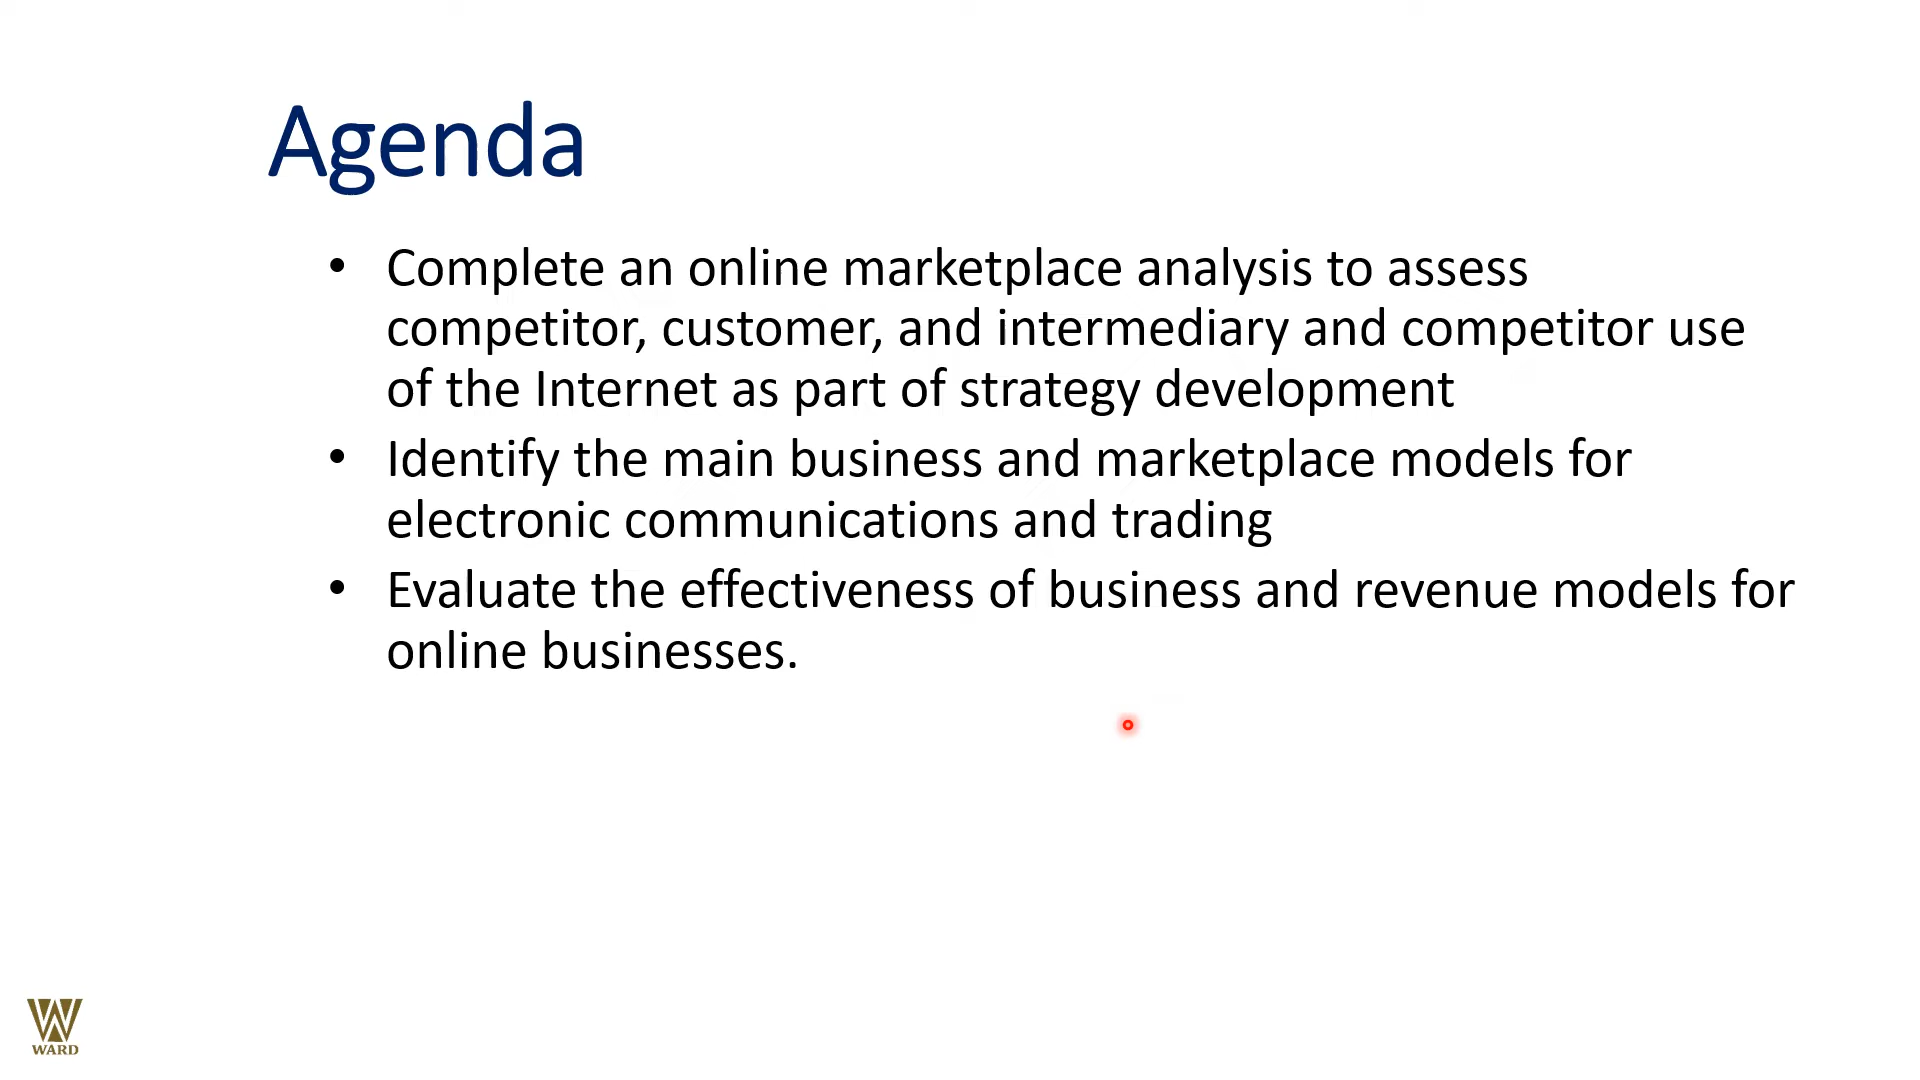 Agenda
• Complete an online marketplace analysis to assess
competitor, customer, and intermediary and competitor use
of the Internet as part of strategy development
• Identify the main business and marketplace models for
electronic communications and trading
• Evaluate the effectiveness of business and revenue models for
online businesses.
WARD